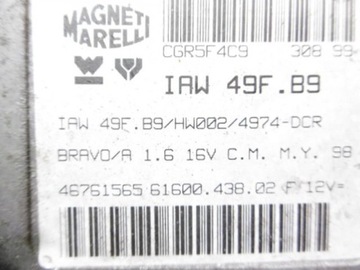 MAGNETI
MARELLI
CGR5F4C9 308 99
IAW 49F.B9
IAW 49F.B9/HW002/4974-DCR
BRAVO/A 1.6 16V C.M. M.Y. 98
46761565 61600.438.02 F 12V=